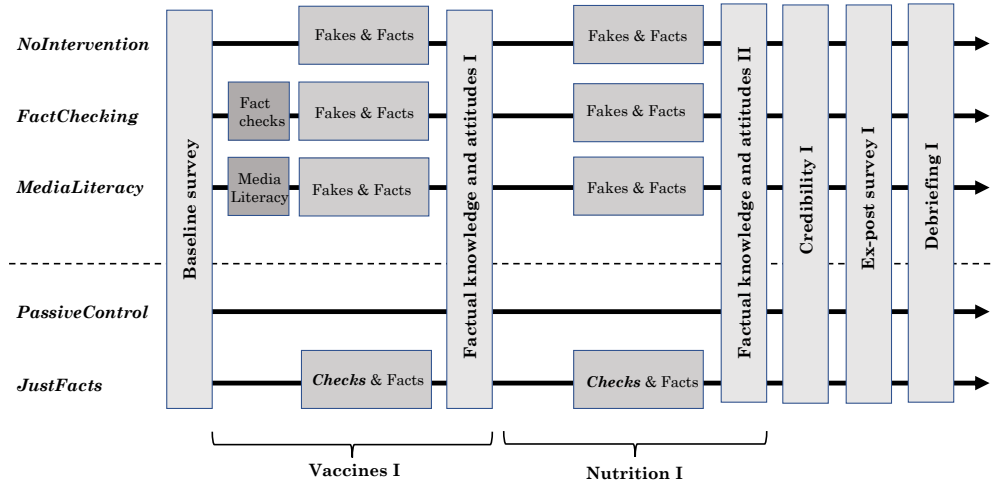 NoIntervention
Fakes & Facts
Fakes & Facts
FactChecking
Fact
checks
Fakes & Facts
Fakes & Facts
MediaLiteracy
Media
Literacy
Fakes & Facts
Fakes & Facts
Baseline survey
Factual knowledge and attitudes I
Factual knowledge and attitudes II
Credibility I
Ex-post survey I
Debriefing I
PassiveControl
JustFacts
Checks & Facts
Checks & Facts
Vaccines I
Nutrition I